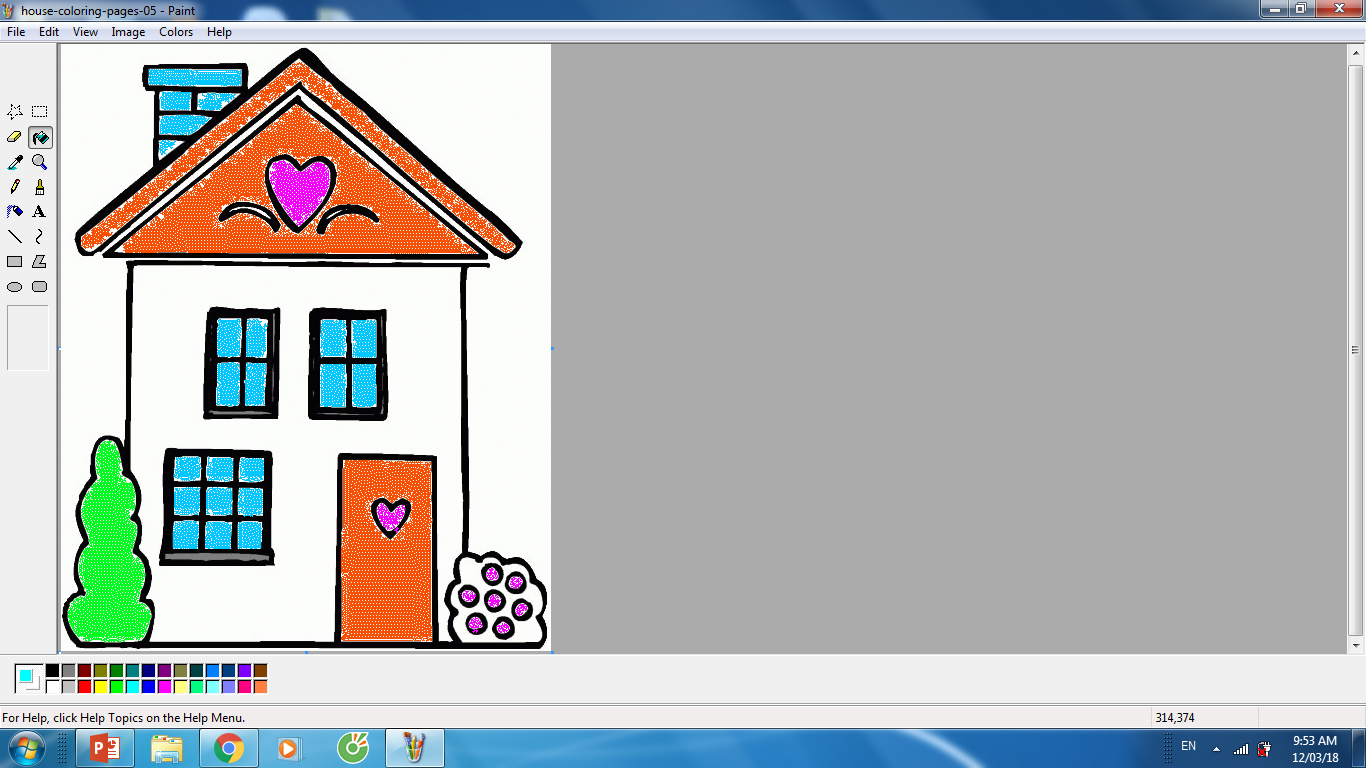 house-coloring-pages-05 - Paint
File Edit View Image Colors Help
For Help, click Help Topics on the Help Menu.
314,374
EN
9:53 AM
12/03/18